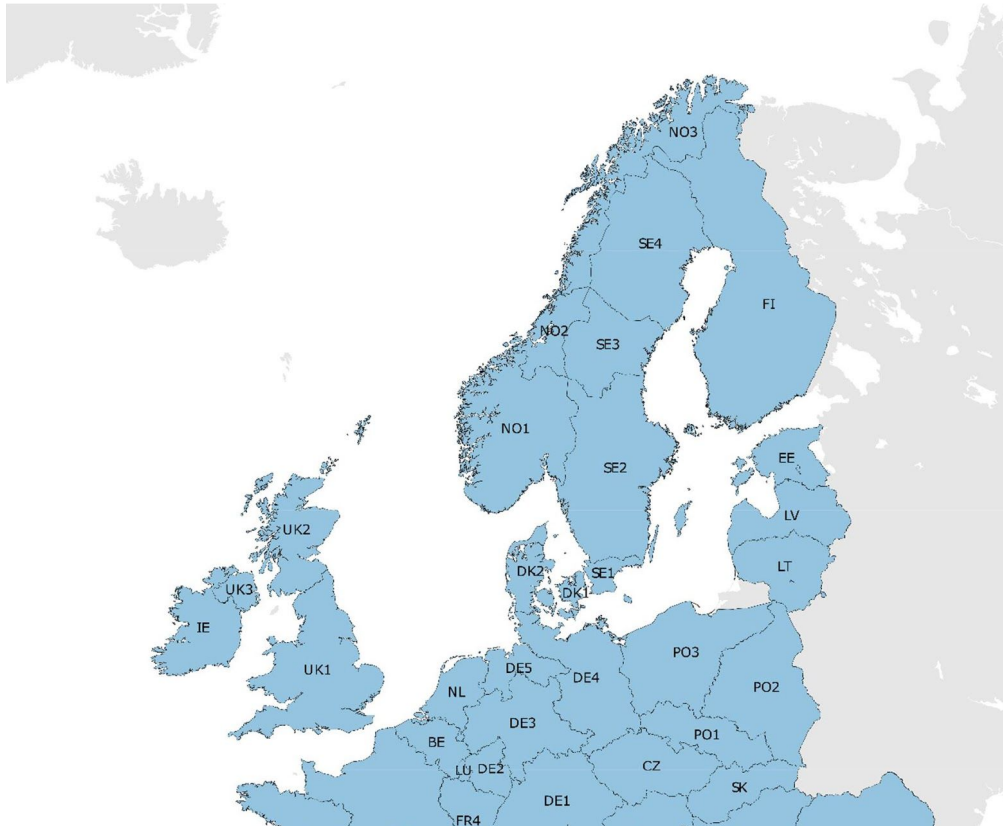 NO3
SE4
FI
NO2
SE3
NO1
EE
SE2
LV
UK2
LT
DK2
SE1
UK3
DK1
IE
PO3
UK1
DE5
DE4
PO2
NL
DE3
PO1
BE
CZ
LU
DE2
SK
DE1
FR4